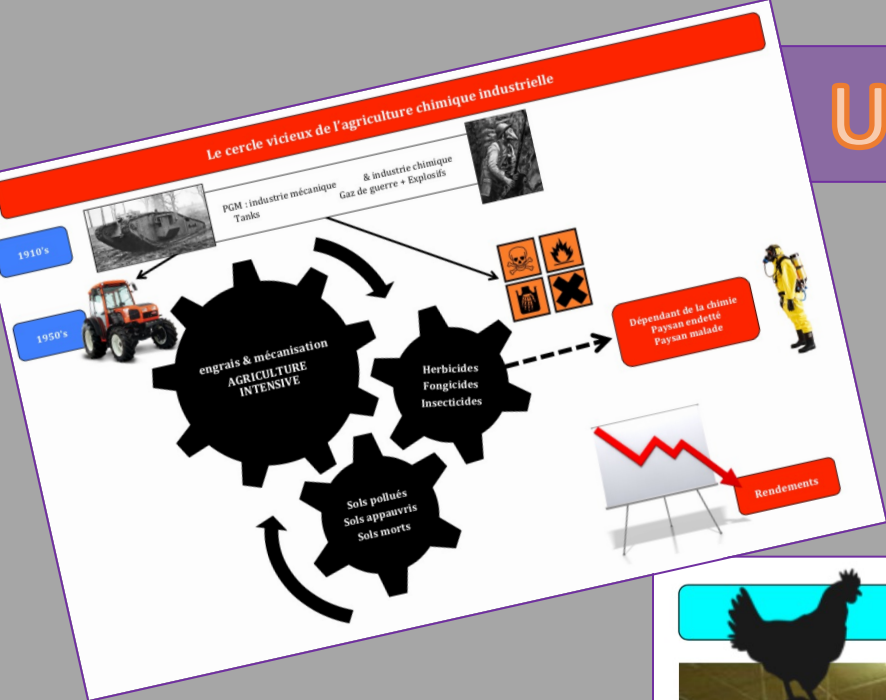 Le cercle vicieux de l'agriculture chimique industrielle
PGM : industrie mécanique & industrie chimique
Tanks Gaz de guerre + Explosifs
1910's
1950's
engrais & mécanisation
AGRICULTURE
INTENSIVE
Herbicides
Fongicides
Insecticides
Dépendant de la chimie
Paysan endetté
Paysan malade
Sols pollués
Sols appauvris
Sols morts
Rendements
U